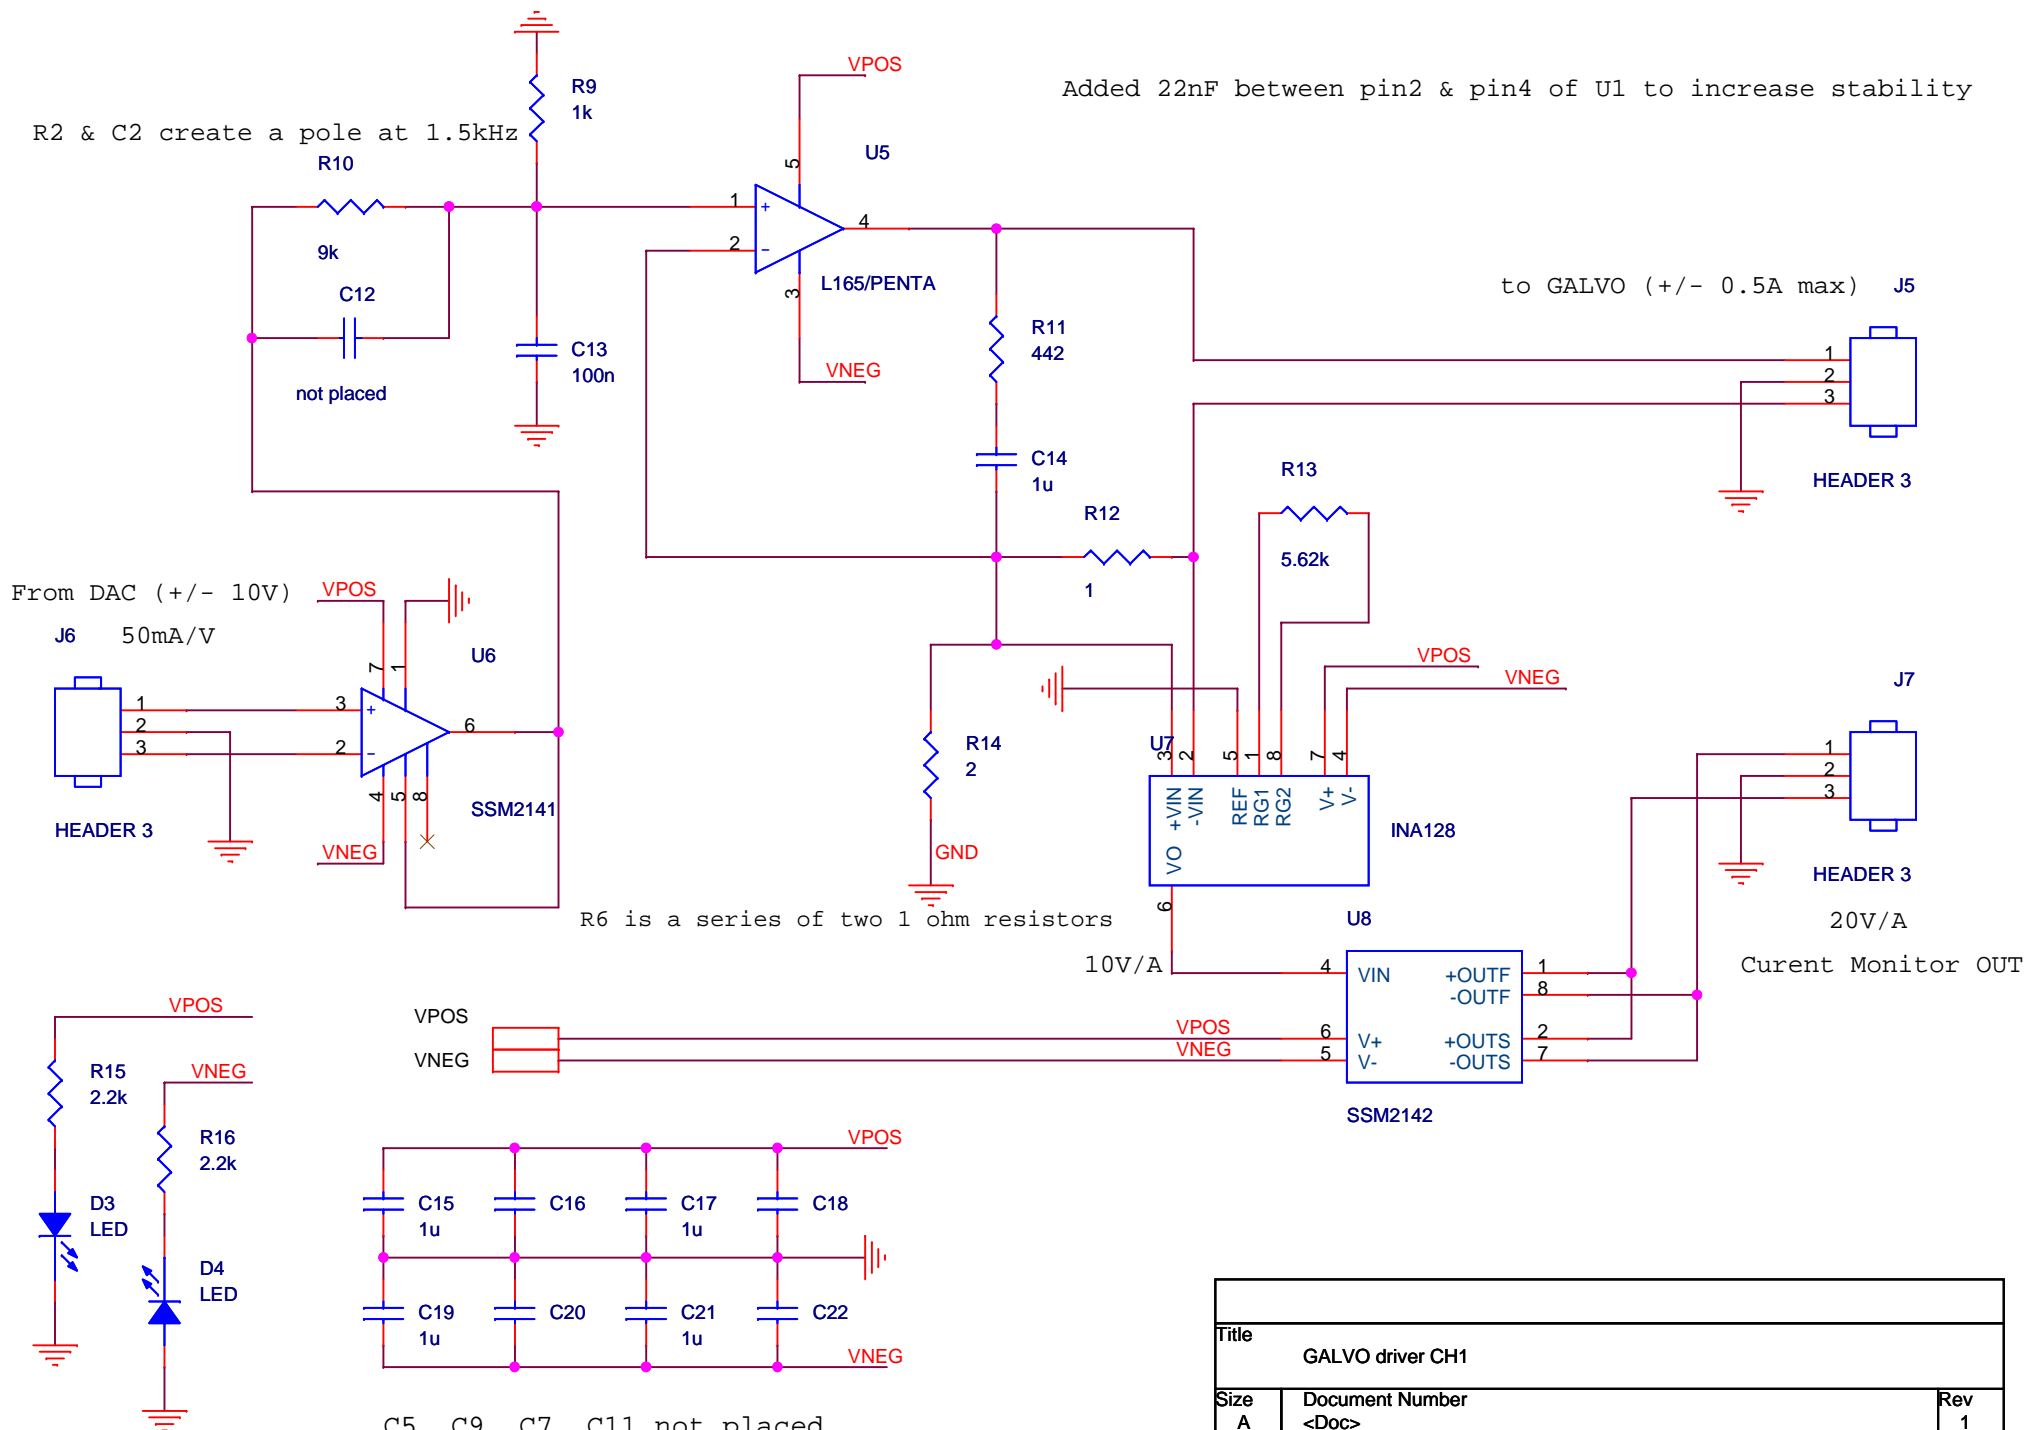 VPOS
Added 22nF between pin2 & pin4 of U1 to increase stability
R9
1k
R2 & C2 create a pole at 1.5kHz
U5
R10
5
1
+
4
2
-
9k
L165/PENTA
3
C12
to GALVO (+/- 0.5A max)
J5
R11
442
C13
100n
VNEG
1
2
3
not placed
C14
1u
R13
HEADER 3
R12
5.62k
1
From DAC (+/- 10V)
VPOS
J6
50mA/V
U6
7
1
VPOS
VNEG
J7
1
2
3
3
+
6
2
-
R14
2
U7
3
2
5
1
8
7
4
1
2
3
4
5
8
SSM2141
+VIN
-VIN
REF
RG1
RG2
V+
V-
VO
INA128
HEADER 3
VNEG
GND
HEADER 3
6
R6 is a series of two 1 ohm resistors
U8
20V/A
10V/A
4
VIN
+OUTF
1
-OUTF
8
Curent Monitor OUT
VPOS
VPOS
VPOS
6
V+
+OUTS
2
VNEG
VNEG
5
V-
-OUTS
7
R15
2.2k
VNEG
SSM2142
R16
2.2k
VPOS
D3
LED
C15
1u
C16
C17
1u
C18
D4
LED
C19
1u
C20
C21
1u
C22
VNEG
Title
GALVO driver CH1
Size
A
Document Number
<Doc>
Rev
1
C5, C9, C7, C11 not placed